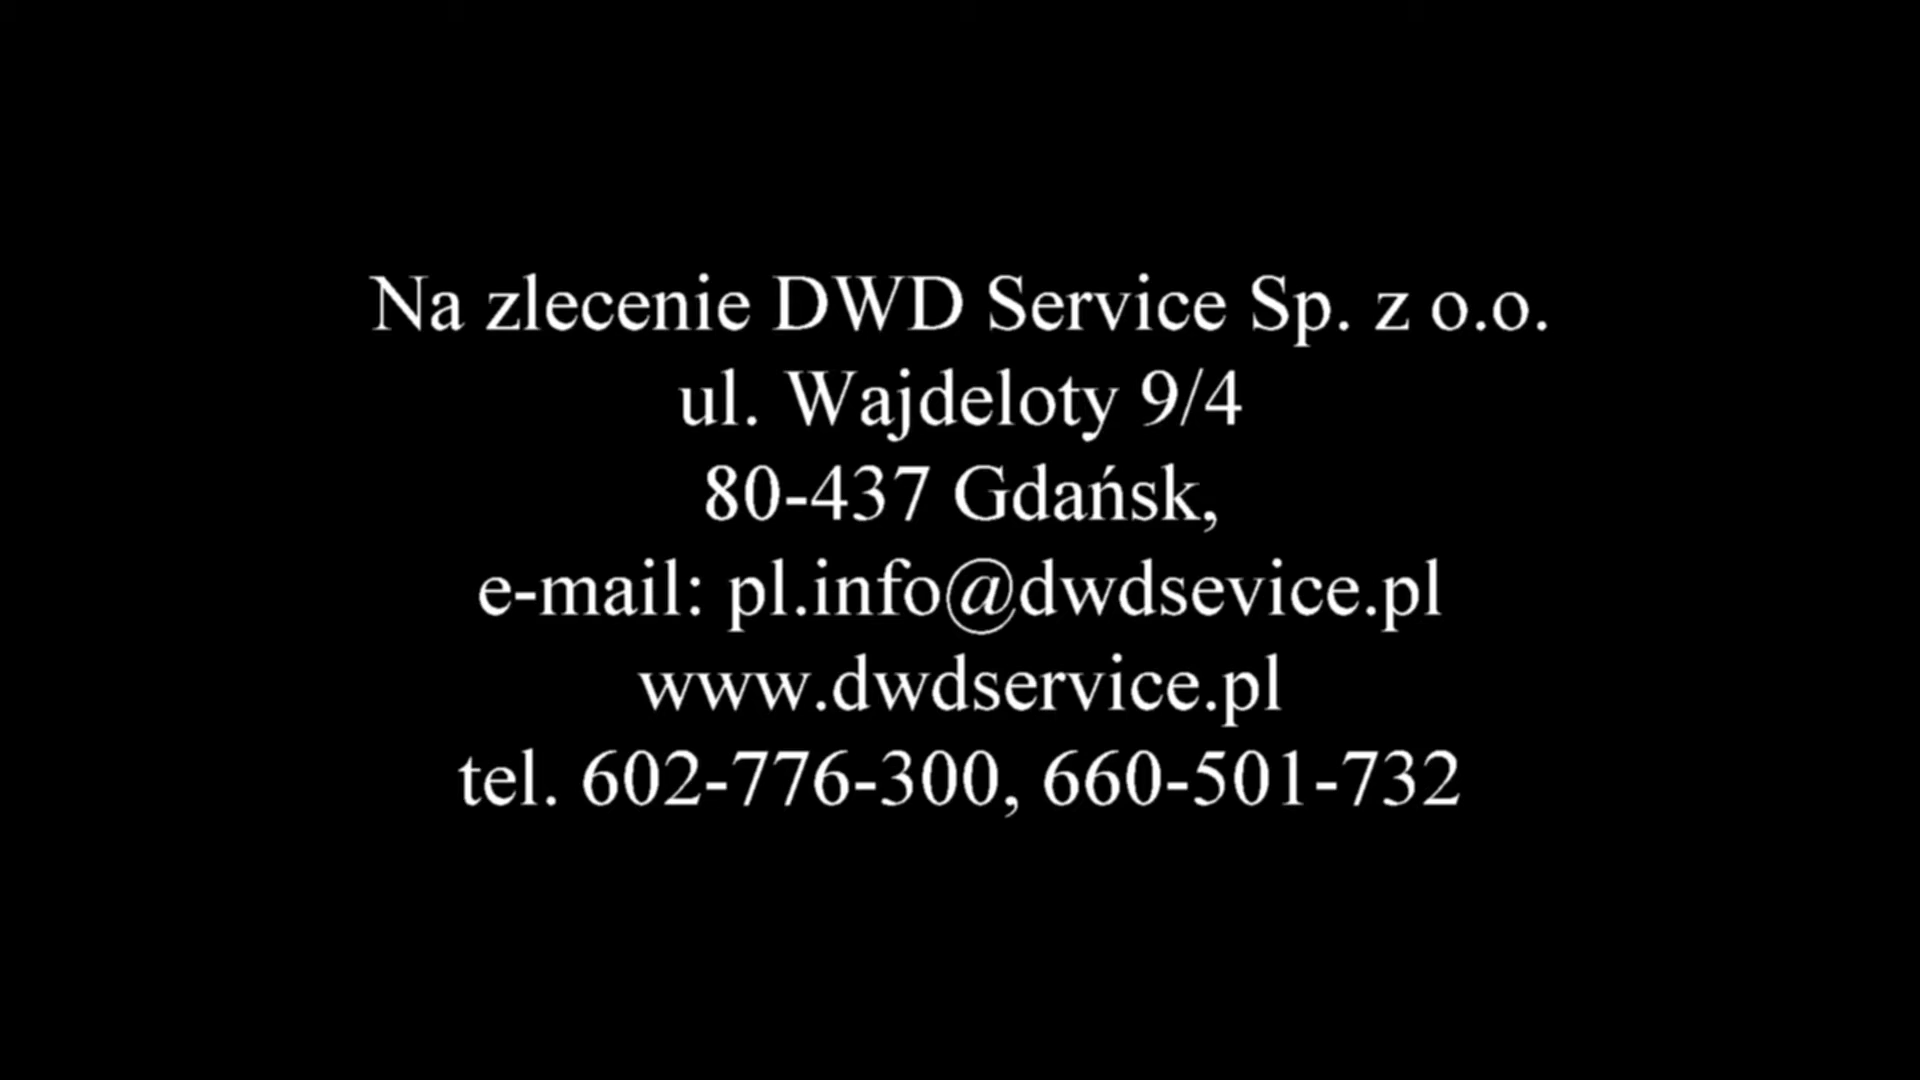 Na zlecenie DWD Service Sp. z o.o.
ul. Wajdeloty 9/4
80-437 Gdańsk,
e-mail: pl.info@dwdsevice.pl
www.dwdservice.pl
tel. 602-776-300, 660-501-732